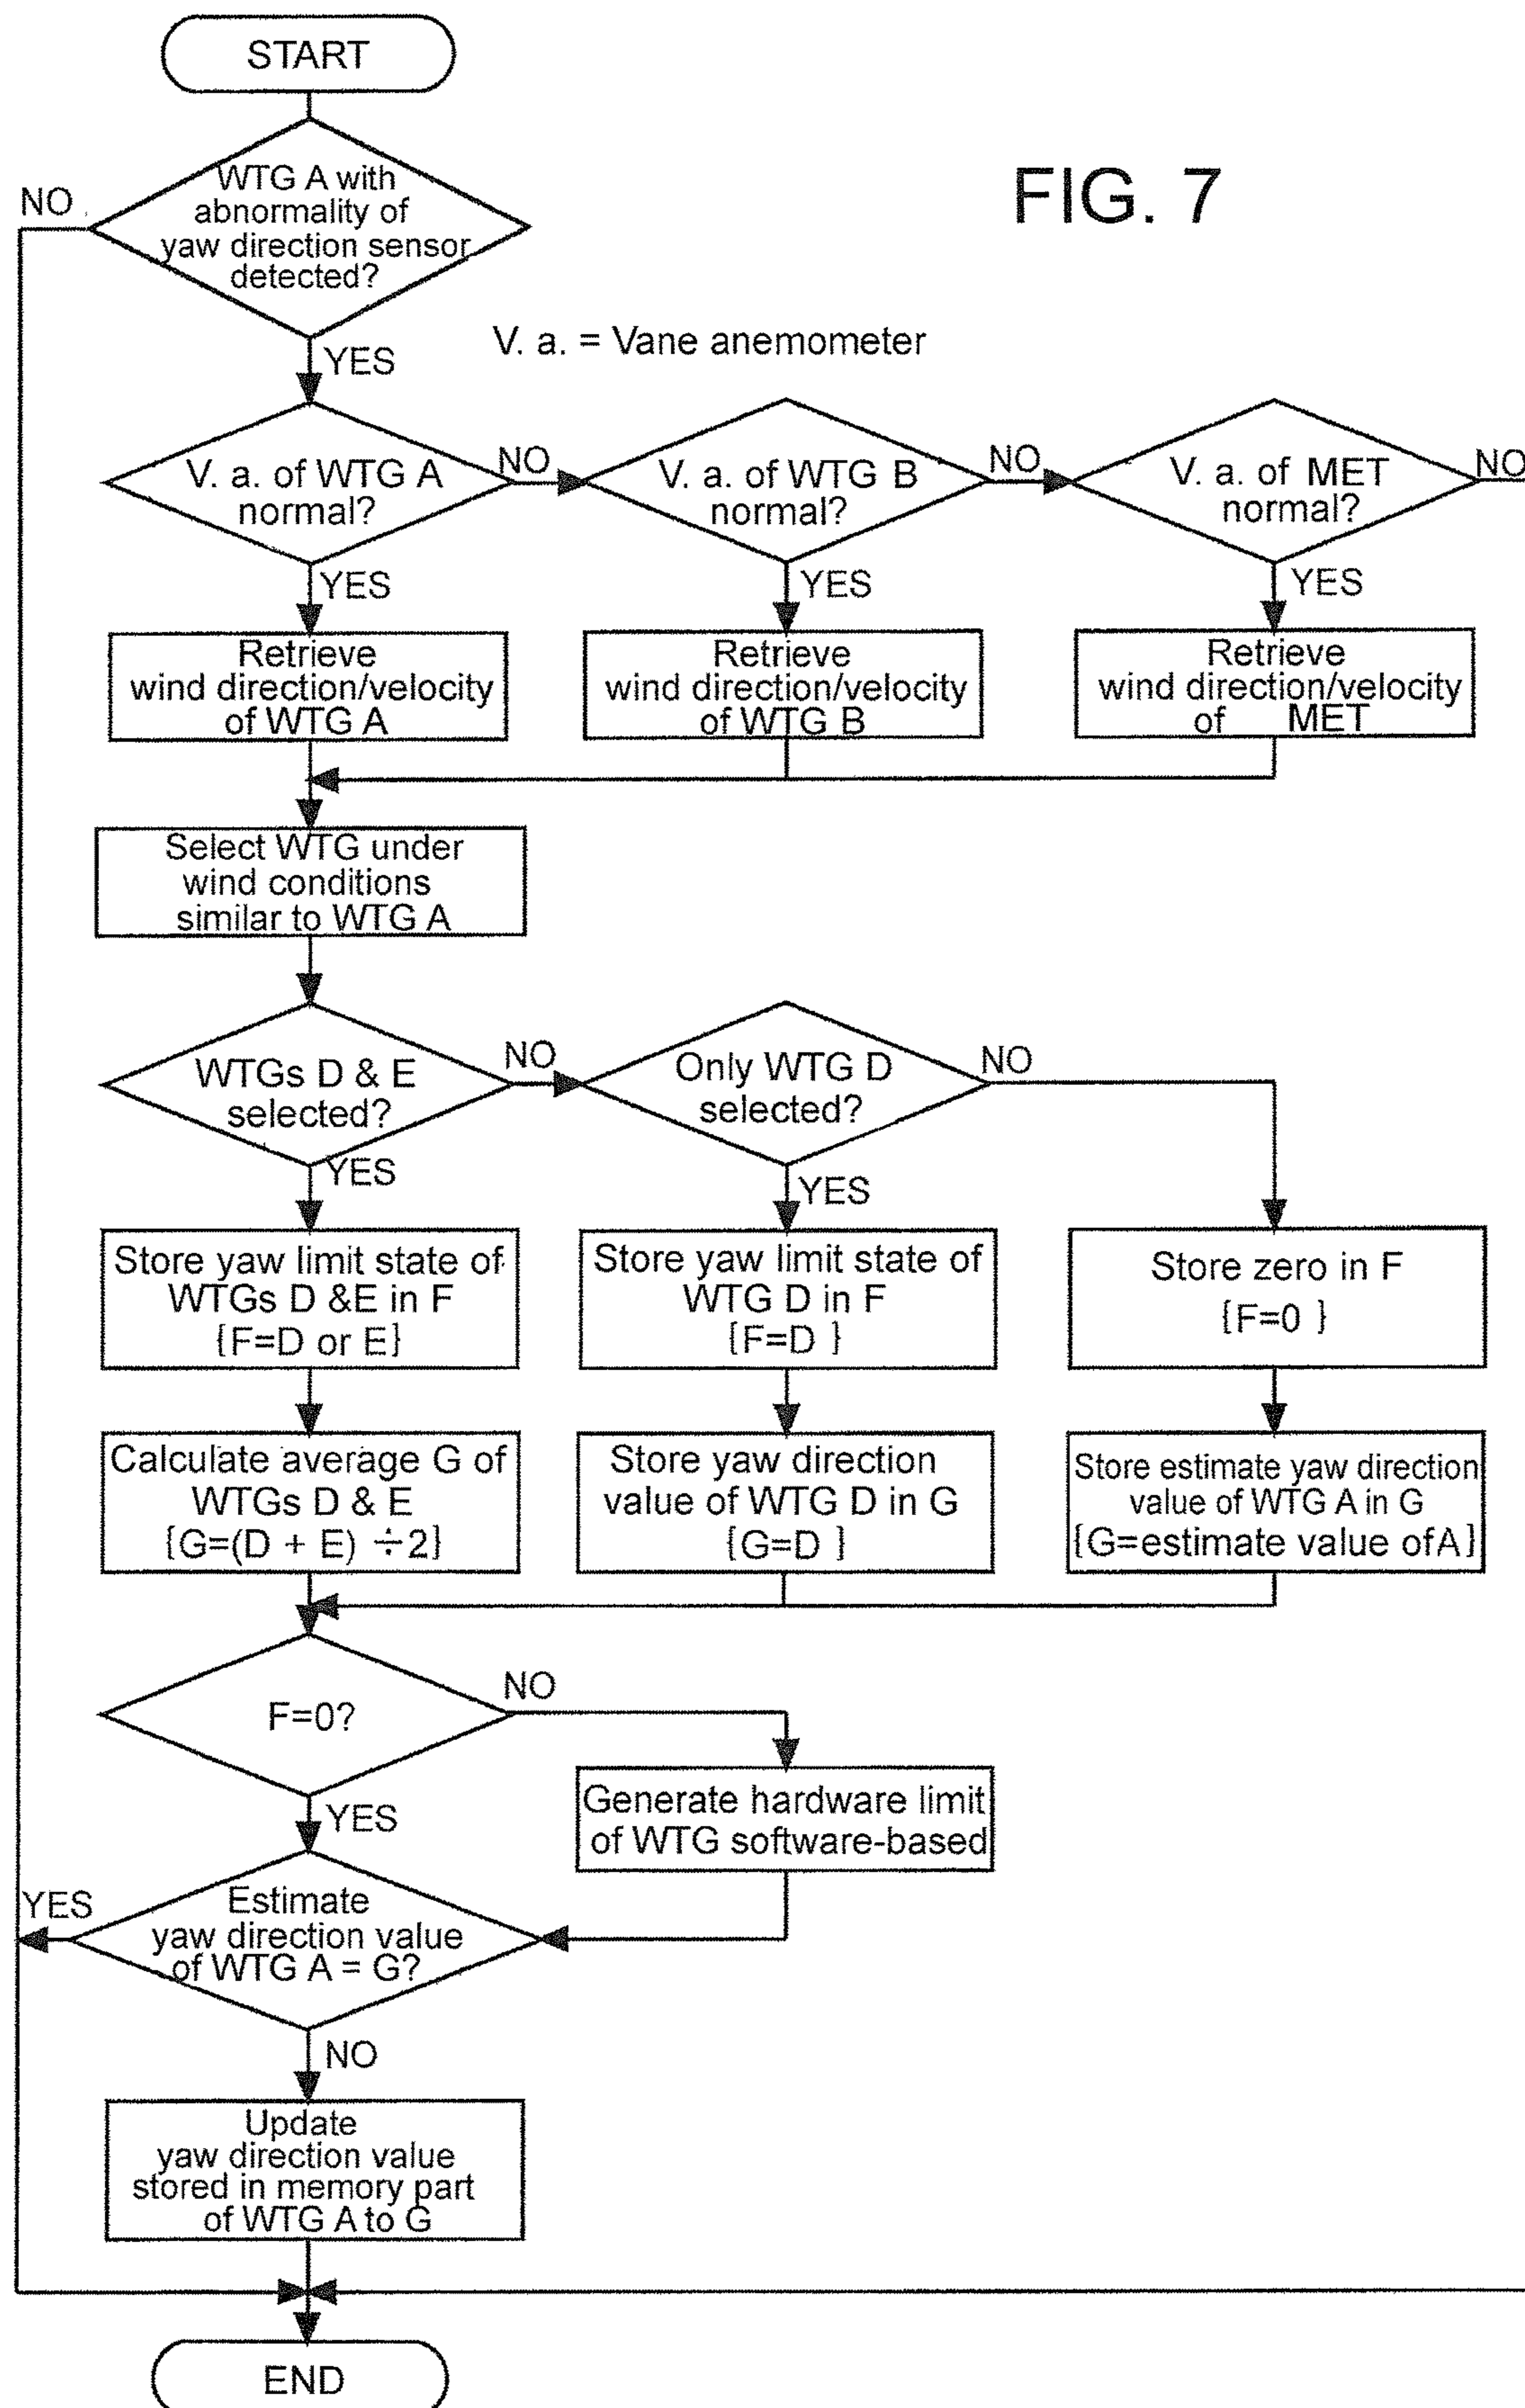 START
FIG. 7
WTG A with
abnormality of
yaw direction sensor
detected?
NO
YES
V. a. = Vane anemometer
V. a. of WTG A
normal?
NO
V. a. of WTG B
normal?
NO
V. a. of MET
normal?
NO
YES
YES
YES
Retrieve
wind direction/velocity
of WTG A
Retrieve
wind direction/velocity
of WTG B
Retrieve
wind direction/velocity
of MET
Select WTG under
wind conditions
similar to WTG A
WTGs D & E
selected?
NO
Only WTG D
selected?
NO
YES
YES
Store yaw limit state of
WTGs D &E in F
{F=D or E}
Store yaw limit state of
WTG D in F
{F=D }
Store zero in F
{F=0 }
Calculate average G of
WTGs D & E
{G=(D + E) ÷2}
Store yaw direction
value of WTG D in G
{G=D }
Store estimate yaw direction
value of WTG A in G
{G=estimate value of A}
F=0?
NO
YES
Generate hardware limit
of WTG software-based
YES
Estimate
yaw direction value
of WTG A = G?
NO
Update
yaw direction value
stored in memory part
of WTG A to G
END